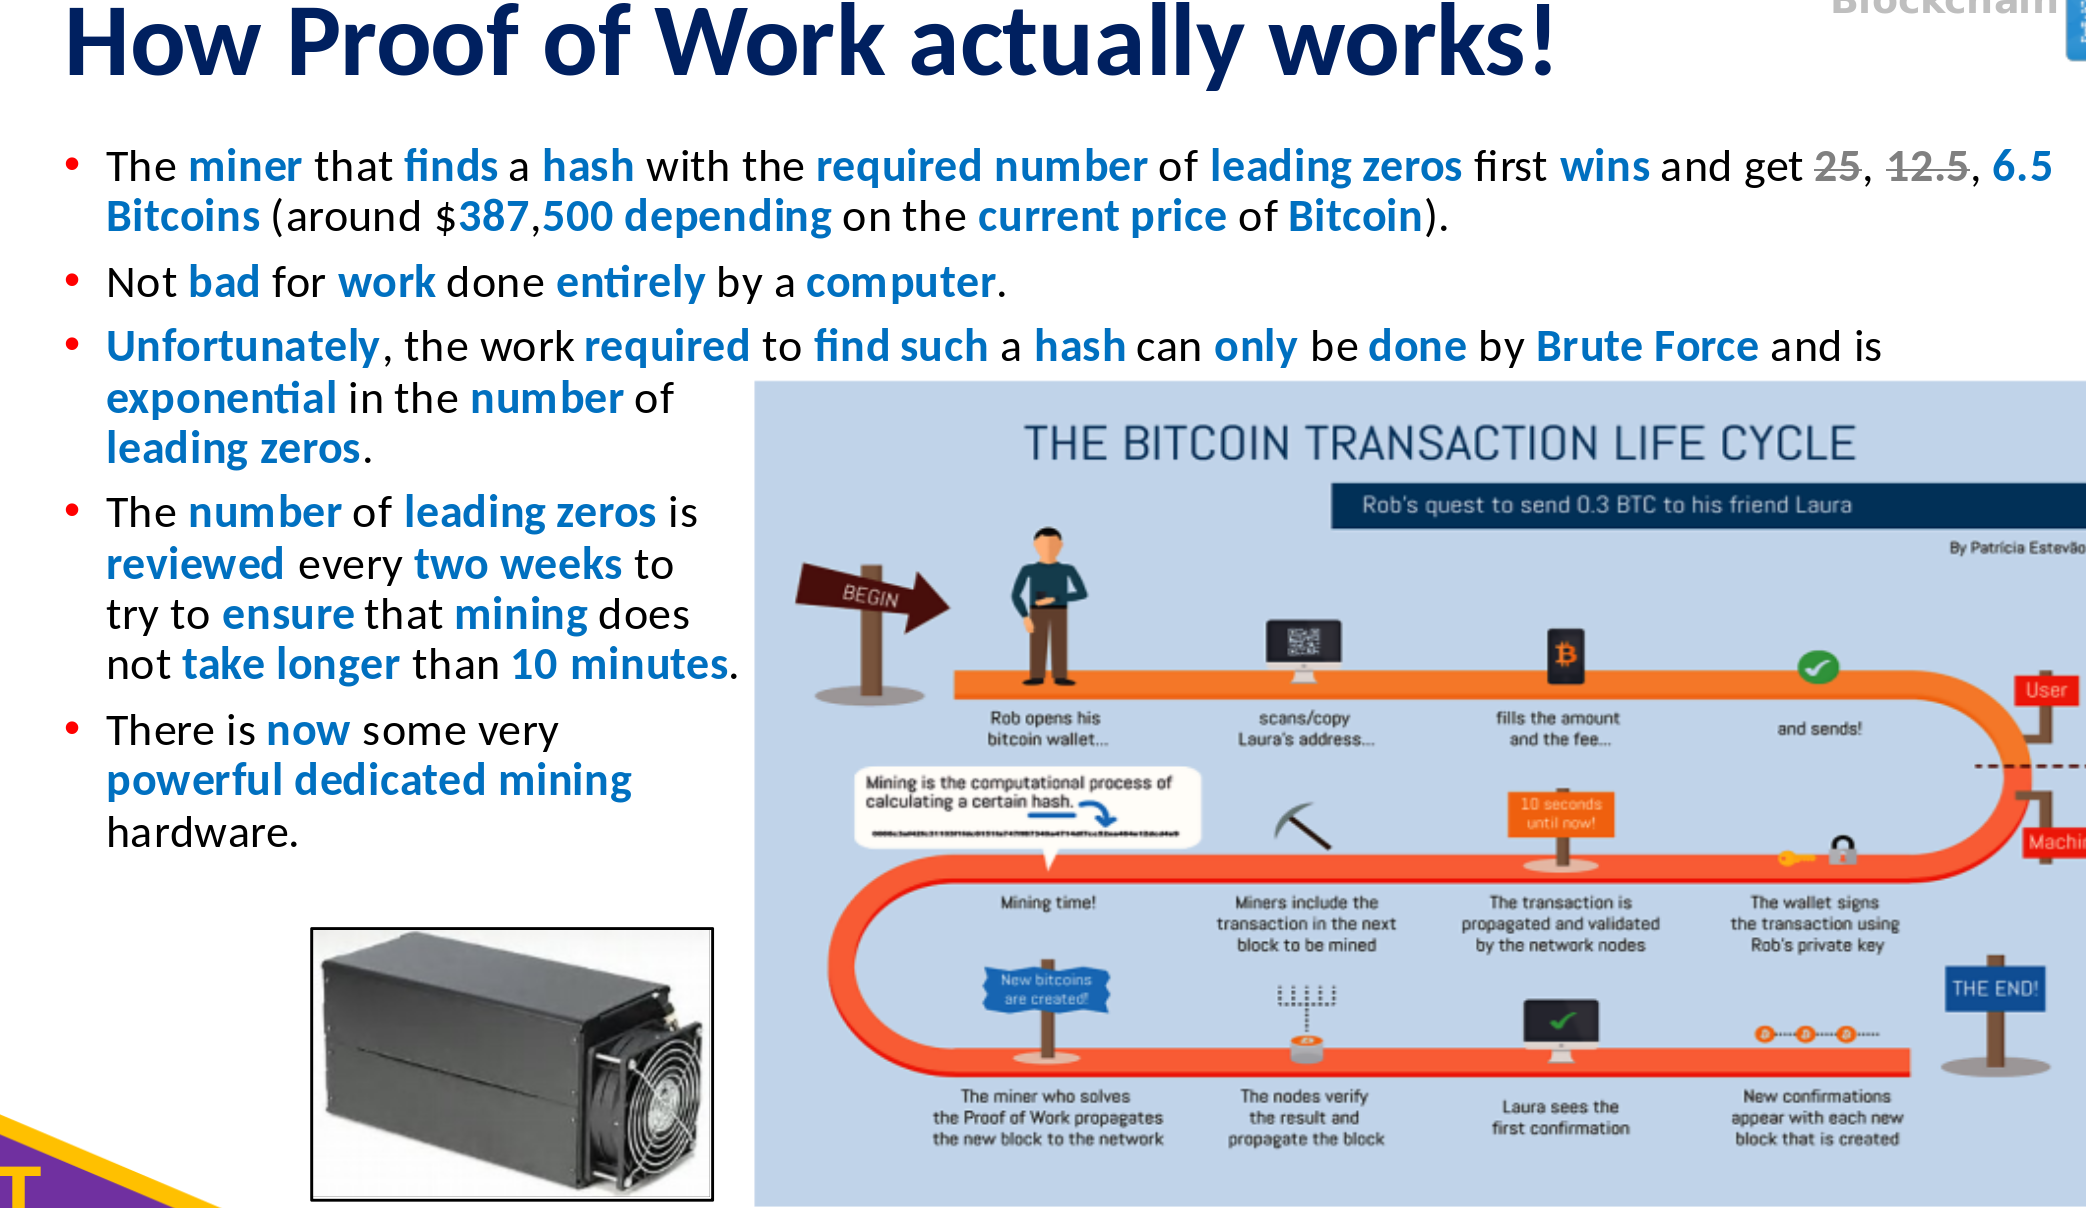 Blockchain
How Proof of Work actually works!
• The miner that finds a hash with the required number of leading zeros first wins and get 25, 12.5, 6.5
Bitcoins (around $387,500 depending on the current price of Bitcoin).
• Not bad for work done entirely by a computer.
• Unfortunately, the work required to find such a hash can only be done by Brute Force and is
exponential in the number of
leading zeros.
• The number of leading zeros is
reviewed every two weeks to
try to ensure that mining does
not take longer than 10 minutes.
• There is now some very
powerful dedicated mining
hardware.
THE BITCOIN TRANSACTION LIFE CYCLE
Rob's quest to send 0.3 BTC to his friend Laura
By Patrícia Estevão
BEGIN
Rob opens his
bitcoin wallet...
scans/copy
Laura's address...
fills the amount
and the fee...
and sends!
User
Machin
Mining is the computational process of
calculating a certain hash.
10 seconds
until now!
Mining time!
Miners include the
transaction in the next
block to be mined
The transaction is
propagated and validated
by the network nodes
The wallet signs
the transaction using
Rob's private key
New bitcoins
are created!
THE END!
The miner who solves
the Proof of Work propagates
the new block to the network
The nodes verify
the result and
propagate the block
Laura sees the
first confirmation
New confirmations
appear with each new
block that is created
T